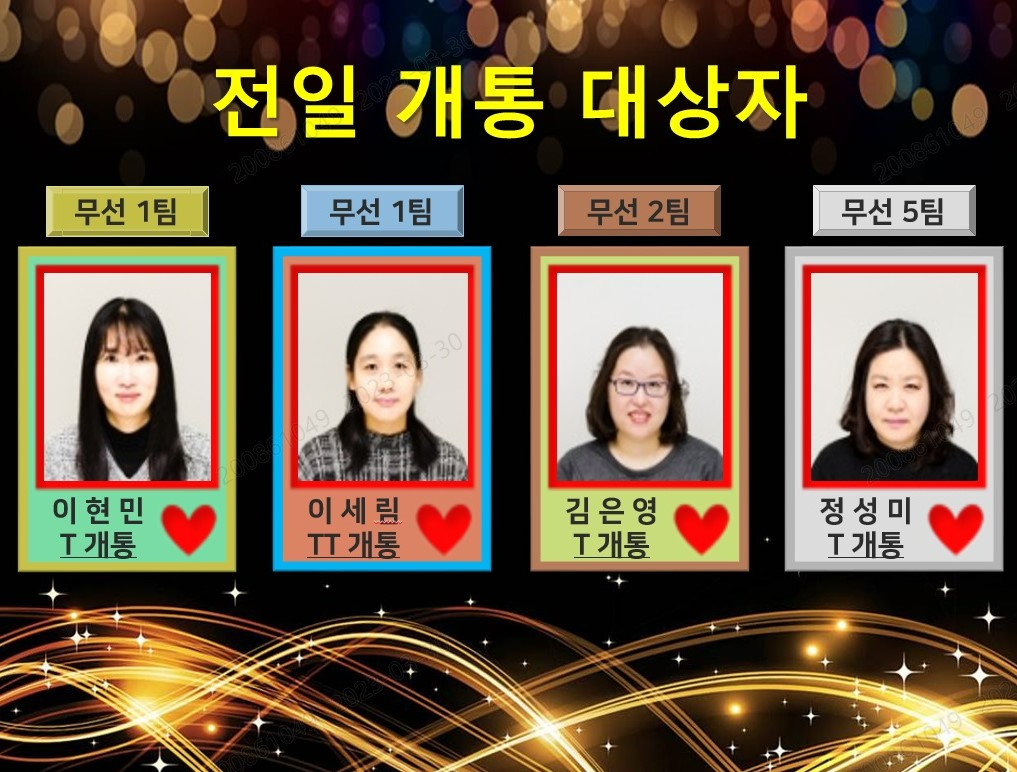 전일 개통 대상자
무선 1팀
무선 1팀
무선 2팀
무선 5팀
이 현 민
T 개통
이 세 림
TT 개통
김 은 영
T 개통
정 성 미
T 개통